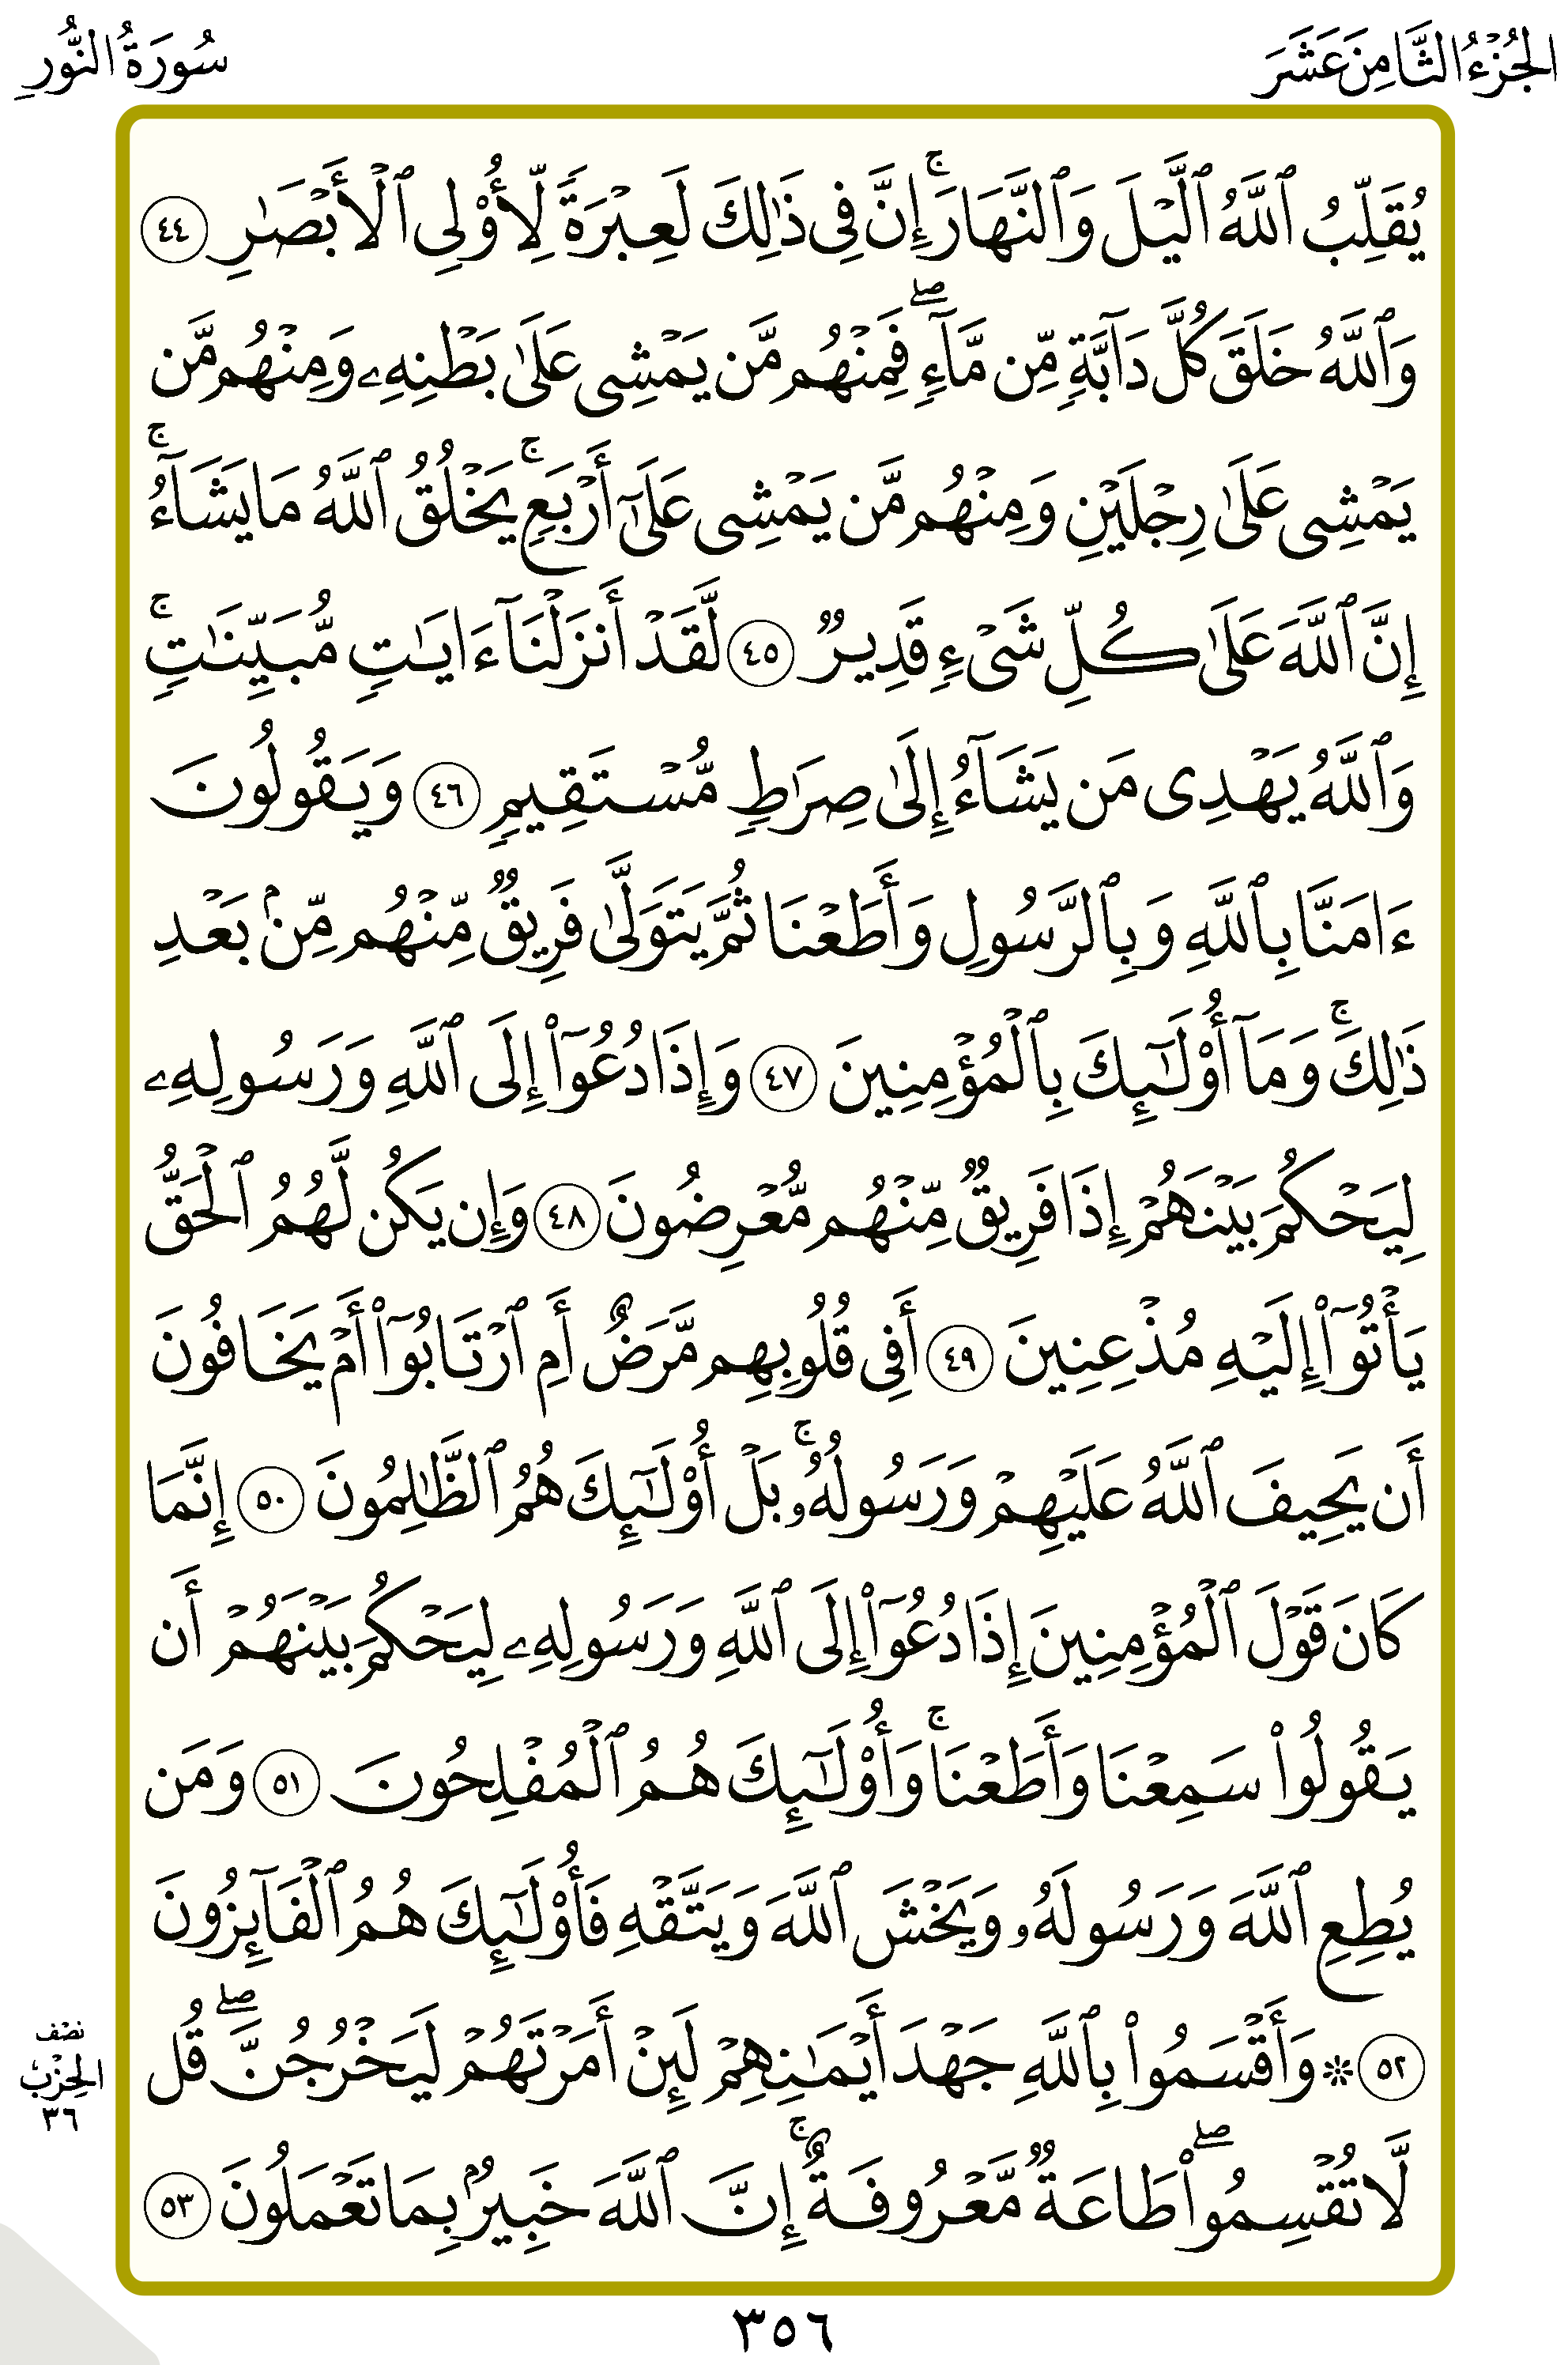 الجُزْءُ الثَّامِنَ عَشَرَ
سُورَةُ النُّورِ
يُقَلِّبُ ٱللَّهُ ٱلَّيْلَ وَٱلنَّهَارَۚ إِنَّ فِى ذَٰلِكَ لَعِبْرَةً لِّأُو۟لِى ٱلْأَبْصَٰرِ ٤٤
وَٱللَّهُ خَلَقَ كُلَّ دَآبَّةٍ مِّن مَّآءٍۖ فَمِنْهُم مَّن يَمْشِى عَلَىٰ بَطْنِهِۦ وَمِنْهُم مَّن
يَمْشِى عَلَىٰ رِجْلَيْنِ وَمِنْهُم مَّن يَمْشِى عَلَىٰٓ أَرْبَعٍۚ يَخْلُقُ ٱللَّهُ مَا يَشَآءُۚ
إِنَّ ٱللَّهَ عَلَىٰ كُلِّ شَىْءٍ قَدِيرٌ ٤٥ لَّقَدْ أَنزَلْنَآ ءَايَٰتٍ مُّبَيِّنَٰتٍۚ
وَٱللَّهُ يَهْدِى مَن يَشَآءُ إِلَىٰ صِرَٰطٍ مُّسْتَقِيمٍ ٤٦ وَيَقُولُونَ
ءَامَنَّا بِٱللَّهِ وَبِٱلرَّسُولِ وَأَطَعْنَا ثُمَّ يَتَوَلَّىٰ فَرِيقٌ مِّنْهُم مِّنۢ بَعْدِ
ذَٰلِكَۚ وَمَآ أُو۟لَٰٓئِكَ بِٱلْمُؤْمِنِينَ ٤٧ وَإِذَا دُعُوٓا۟ إِلَى ٱللَّهِ وَرَسُولِهِۦ
لِيَحْكُمَ بَيْنَهُمْ إِذَا فَرِيقٌ مِّنْهُم مُّعْرِضُونَ ٤٨ وَإِن يَكُن لَّهُمُ ٱلْحَقُّ
يَأْتُوٓا۟ إِلَيْهِ مُذْعِنِينَ ٤٩ أَفِى قُلُوبِهِم مَّرَضٌ أَمِ ٱرْتَابُوٓا۟ أَمْ يَخَافُونَ
أَن يَحِيفَ ٱللَّهُ عَلَيْهِمْ وَرَسُولُهُۥۚ بَلْ أُو۟لَٰٓئِكَ هُمُ ٱلظَّٰلِمُونَ ٥٠ إِنَّمَا
كَانَ قَوْلَ ٱلْمُؤْمِنِينَ إِذَا دُعُوٓا۟ إِلَى ٱللَّهِ وَرَسُولِهِۦ لِيَحْكُمَ بَيْنَهُمْ أَن
يَقُولُوا۟ سَمِعْنَا وَأَطَعْنَاۚ وَأُو۟لَٰٓئِكَ هُمُ ٱلْمُفْلِحُونَ ٥١ وَمَن
يُطِعِ ٱللَّهَ وَرَسُولَهُۥ وَيَخْشَ ٱللَّهَ وَيَتَّقْهِ فَأُو۟لَٰٓئِكَ هُمُ ٱلْفَآئِزُونَ
٥٢ ۞ وَأَقْسَمُوا۟ بِٱللَّهِ جَهْدَ أَيْمَٰنِهِمْ لَئِنْ أَمَرْتَهُمْ لَيَخْرُجُنَّۖ قُل
لَّا تُقْسِمُوا۟ۖ طَاعَةٌ مَّعْرُوفَةٌۚ إِنَّ ٱللَّهَ خَبِيرٌۢ بِمَا تَعْمَلُونَ ٥٣
نصْف
الحِزْبُ
٣٦
٣٥٦